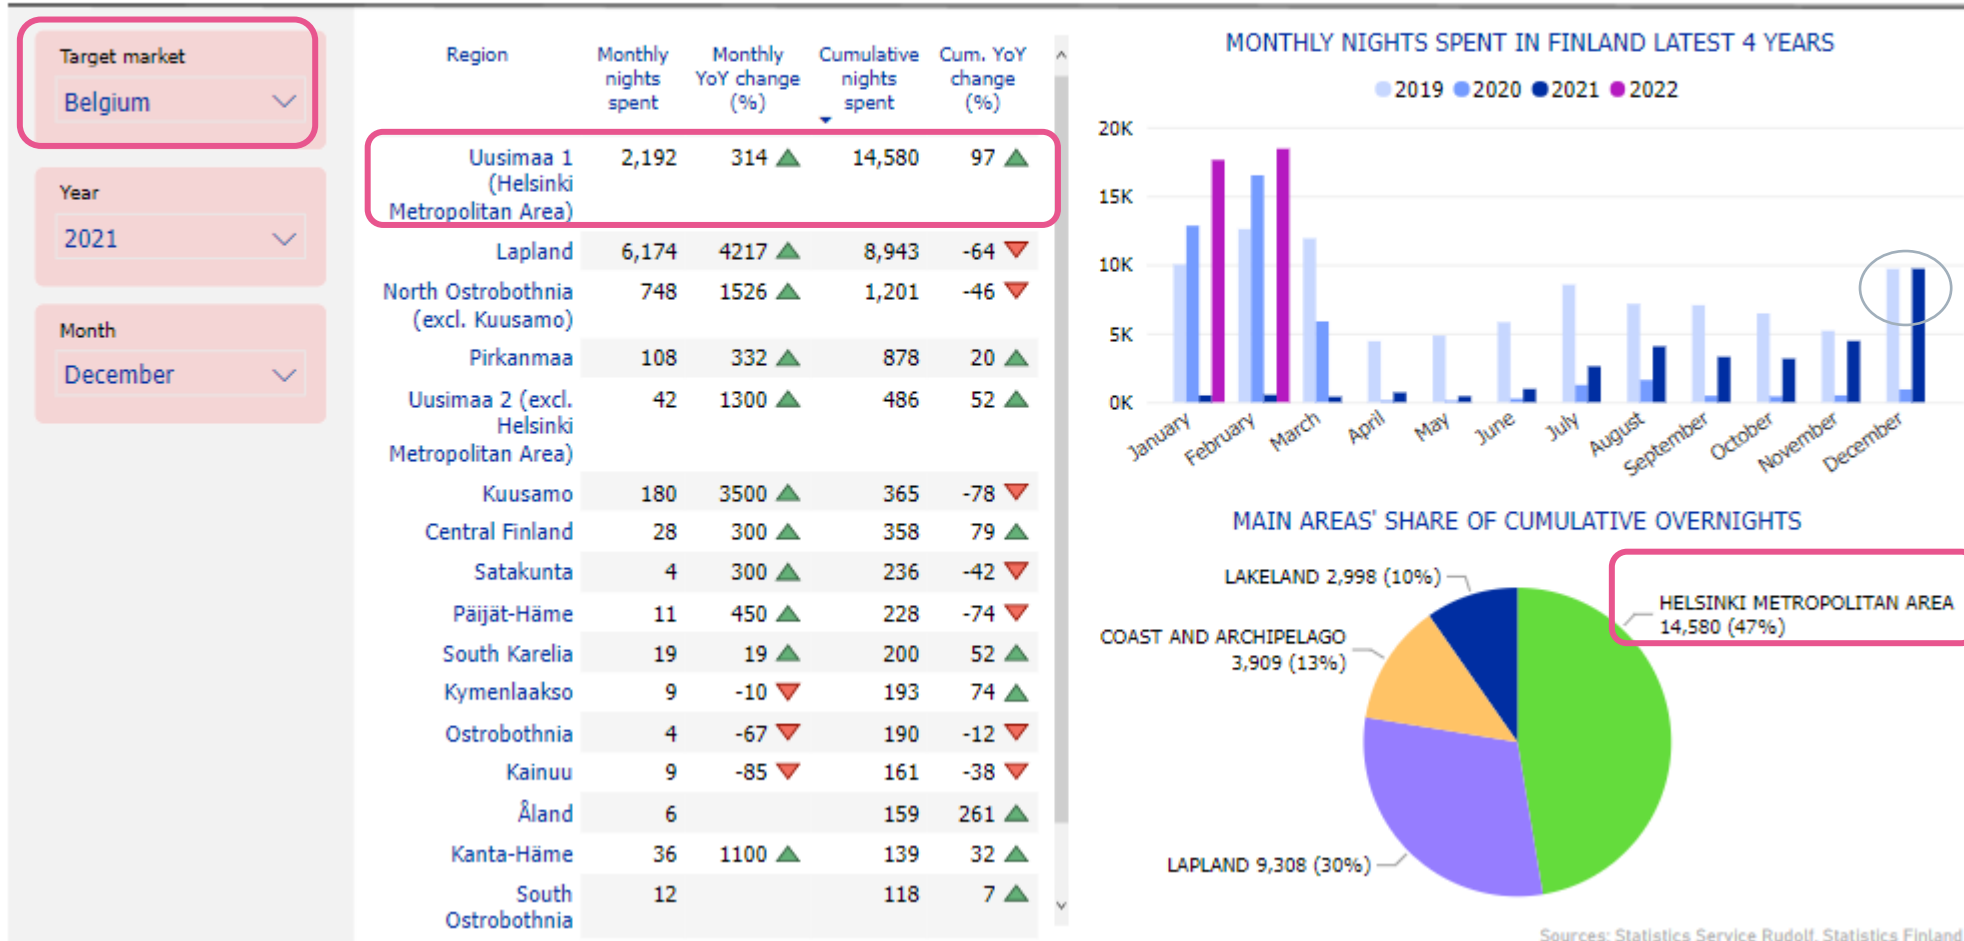 Target market
Belgium
Year
2021
Month
December
Region
Monthly nights spent
Monthly YoY change (%)
Cumulative nights spent
Cum. YoY change (%)
Uusimaa 1 (Helsinki Metropolitan Area) 2,192 314 14,580 97
Lapland 6,174 4217 8,943 -64
North Ostrobothnia (excl. Kuusamo) 748 1526 1,201 -46
Pirkanmaa 108 332 878 20
Uusimaa 2 (excl. Helsinki Metropolitan Area) 42 1300 486 52
Kuusamo 180 3500 365 -78
Central Finland 28 300 358 79
Satakunta 4 300 236 -42
Päijät-Häme 11 450 228 -74
South Karelia 19 19 200 52
Kymenlaakso 9 -10 193 74
Ostrobothnia 4 -67 190 -12
Kainuu 9 -85 161 -38
Åland 6 159 261
Kanta-Häme 36 1100 139 32
South Ostrobothnia 12 118 7
MONTHLY NIGHTS SPENT IN FINLAND LATEST 4 YEARS
2019 2020 2021 2022
20K
15K
10K
5K
0K
January February March April May June July August September October November December
MAIN AREAS' SHARE OF CUMULATIVE OVERNIGHTS
LAKELAND 2,998 (10%)
HELSINKI METROPOLITAN AREA
14,580 (47%)
COAST AND ARCHIPELAGO
3,909 (13%)
LAPLAND 9,308 (30%)
Sources: Statistics Service Rudolf, Statistics Finland